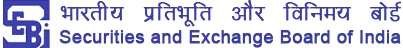 भारतीय प्रतिभूति और विनिमय बोर्ड
Securities and Exchange Board of India